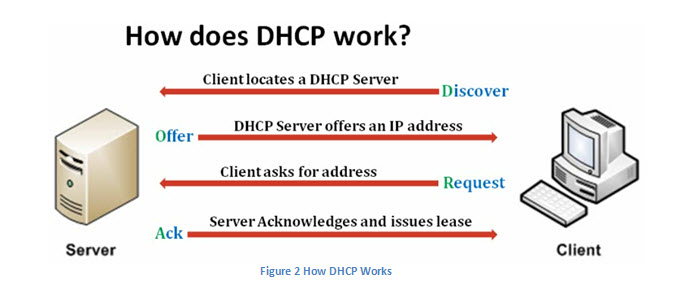 How does DHCP work?
Client locates a DHCP Server
Discover
DHCP Server offers an IP address
Offer
Client asks for address
Request
Server Acknowledges and issues lease
Ack
Server
Client
Figure 2 How DHCP Works